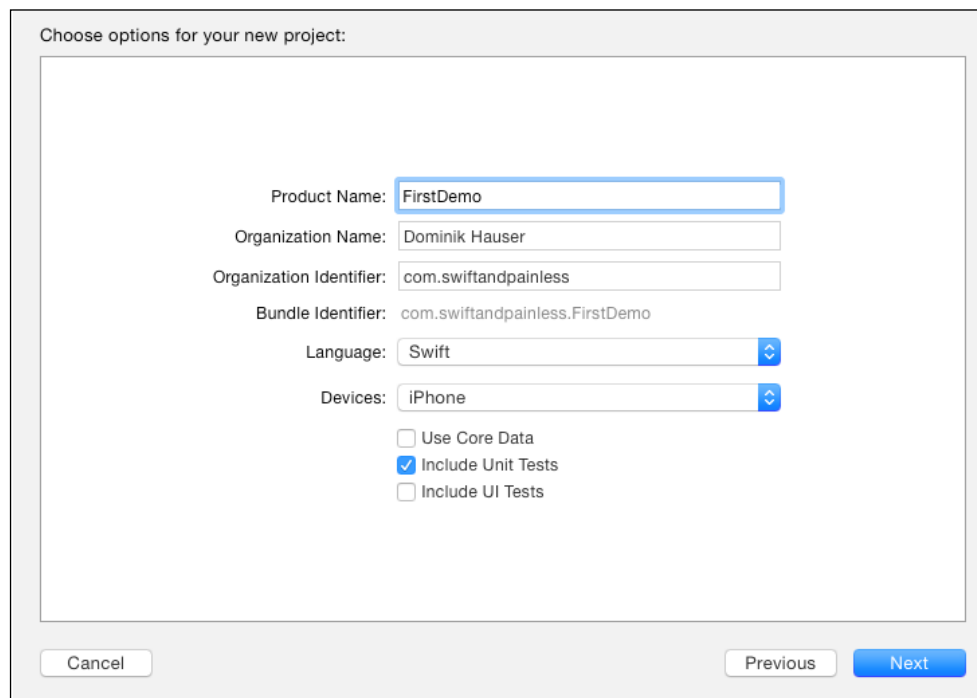 Choose options for your new project:
Product Name: FirstDemo
Organization Name: Dominik Hauser
Organization Identifier: com.swiftandpainless
Bundle Identifier: com.swiftandpainless.FirstDemo
Language: Swift
Devices: iPhone
Use Core Data
Include Unit Tests
Include UI Tests
Cancel Previous Next